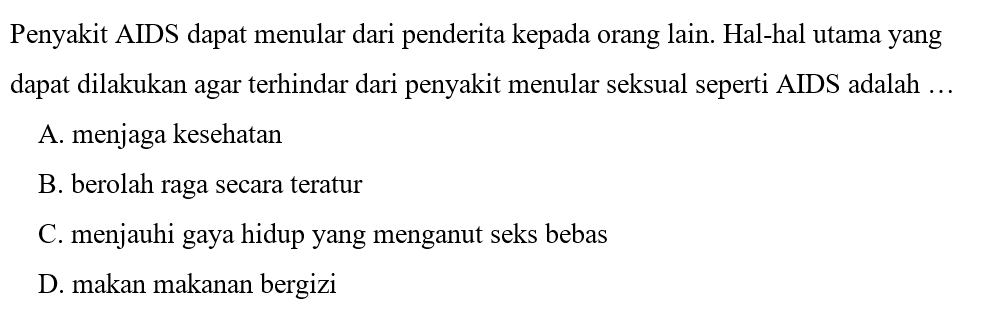 Penyakit AIDS dapat menular dari penderita kepada orang lain. Hal-hal utama yang
dapat dilakukan agar terhindar dari penyakit menular seksual seperti AIDS adalah …
A. menjaga kesehatan
B. berolah raga secara teratur
C. menjauhi gaya hidup yang menganut seks bebas
D. makan makanan bergizi